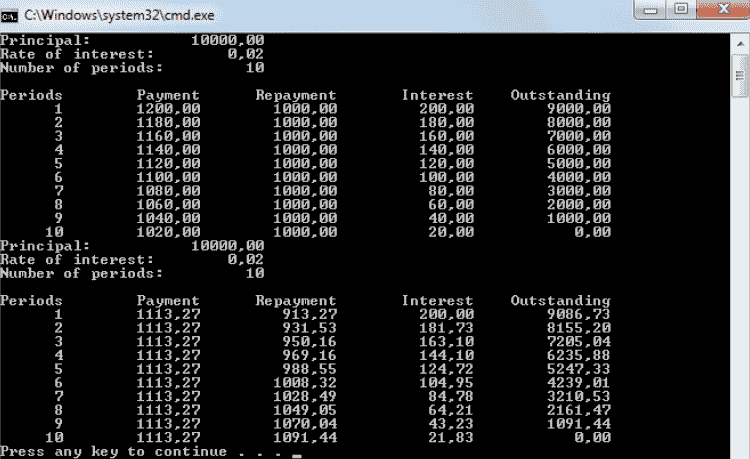 C:\Windows\system32\cmd.exe
Principal: 10000,00
Rate of interest: 0,02
Number of periods: 10
Periods Payment Repayment Interest Outstanding
1 1200,00 1000,00 200,00 9000,00
2 1180,00 1000,00 180,00 8000,00
3 1160,00 1000,00 160,00 7000,00
4 1140,00 1000,00 140,00 6000,00
5 1120,00 1000,00 120,00 5000,00
6 1100,00 1000,00 100,00 4000,00
7 1080,00 1000,00 80,00 3000,00
8 1060,00 1000,00 60,00 2000,00
9 1040,00 1000,00 40,00 1000,00
10 1020,00 1000,00 20,00 0,00
Principal: 10000,00
Rate of interest: 0,02
Number of periods: 10
Periods Payment Repayment Interest Outstanding
1 1113,27 913,27 200,00 9086,73
2 1113,27 931,53 181,73 8155,20
3 1113,27 950,16 163,10 7205,04
4 1113,27 969,16 144,10 6235,88
5 1113,27 988,55 124,72 5247,33
6 1113,27 1008,32 104,95 4239,01
7 1113,27 1028,49 84,78 3210,53
8 1113,27 1049,05 64,21 2161,47
9 1113,27 1070,04 43,23 1091,44
10 1113,27 1091,44 21,83 0,00
Press any key to continue . . . _